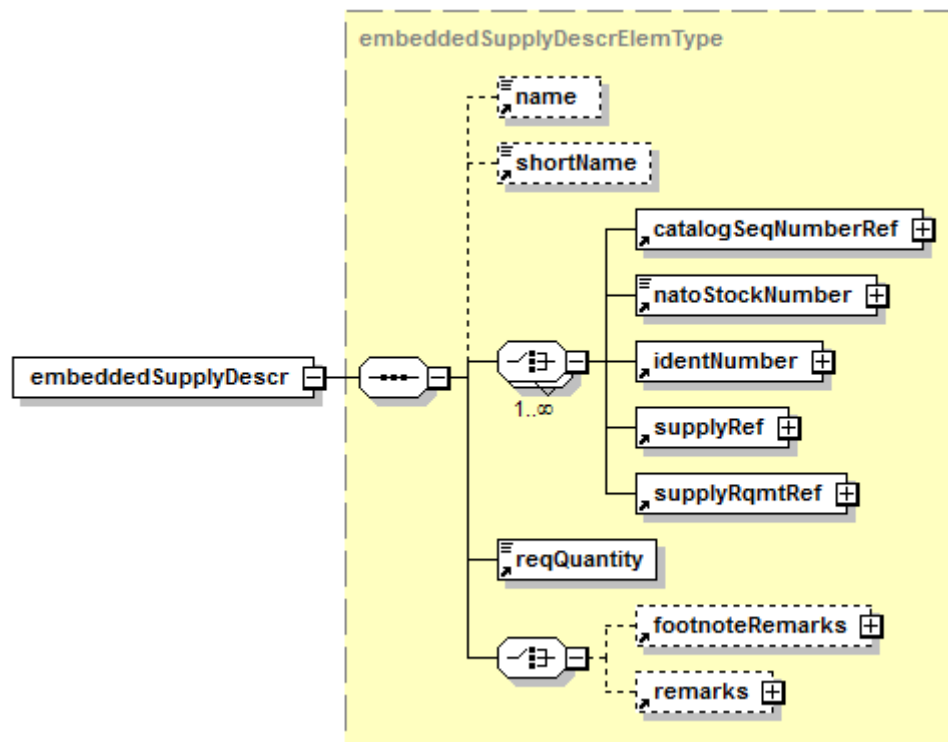 embeddedSupplyDescrElemType
name
shortName
catalogSeqNumberRef
natoStockNumber
identNumber
embeddedSupplyDescr
1..∞
supplyRef
supplyRqmtRef
reqQuantity
footnoteRemarks
remarks